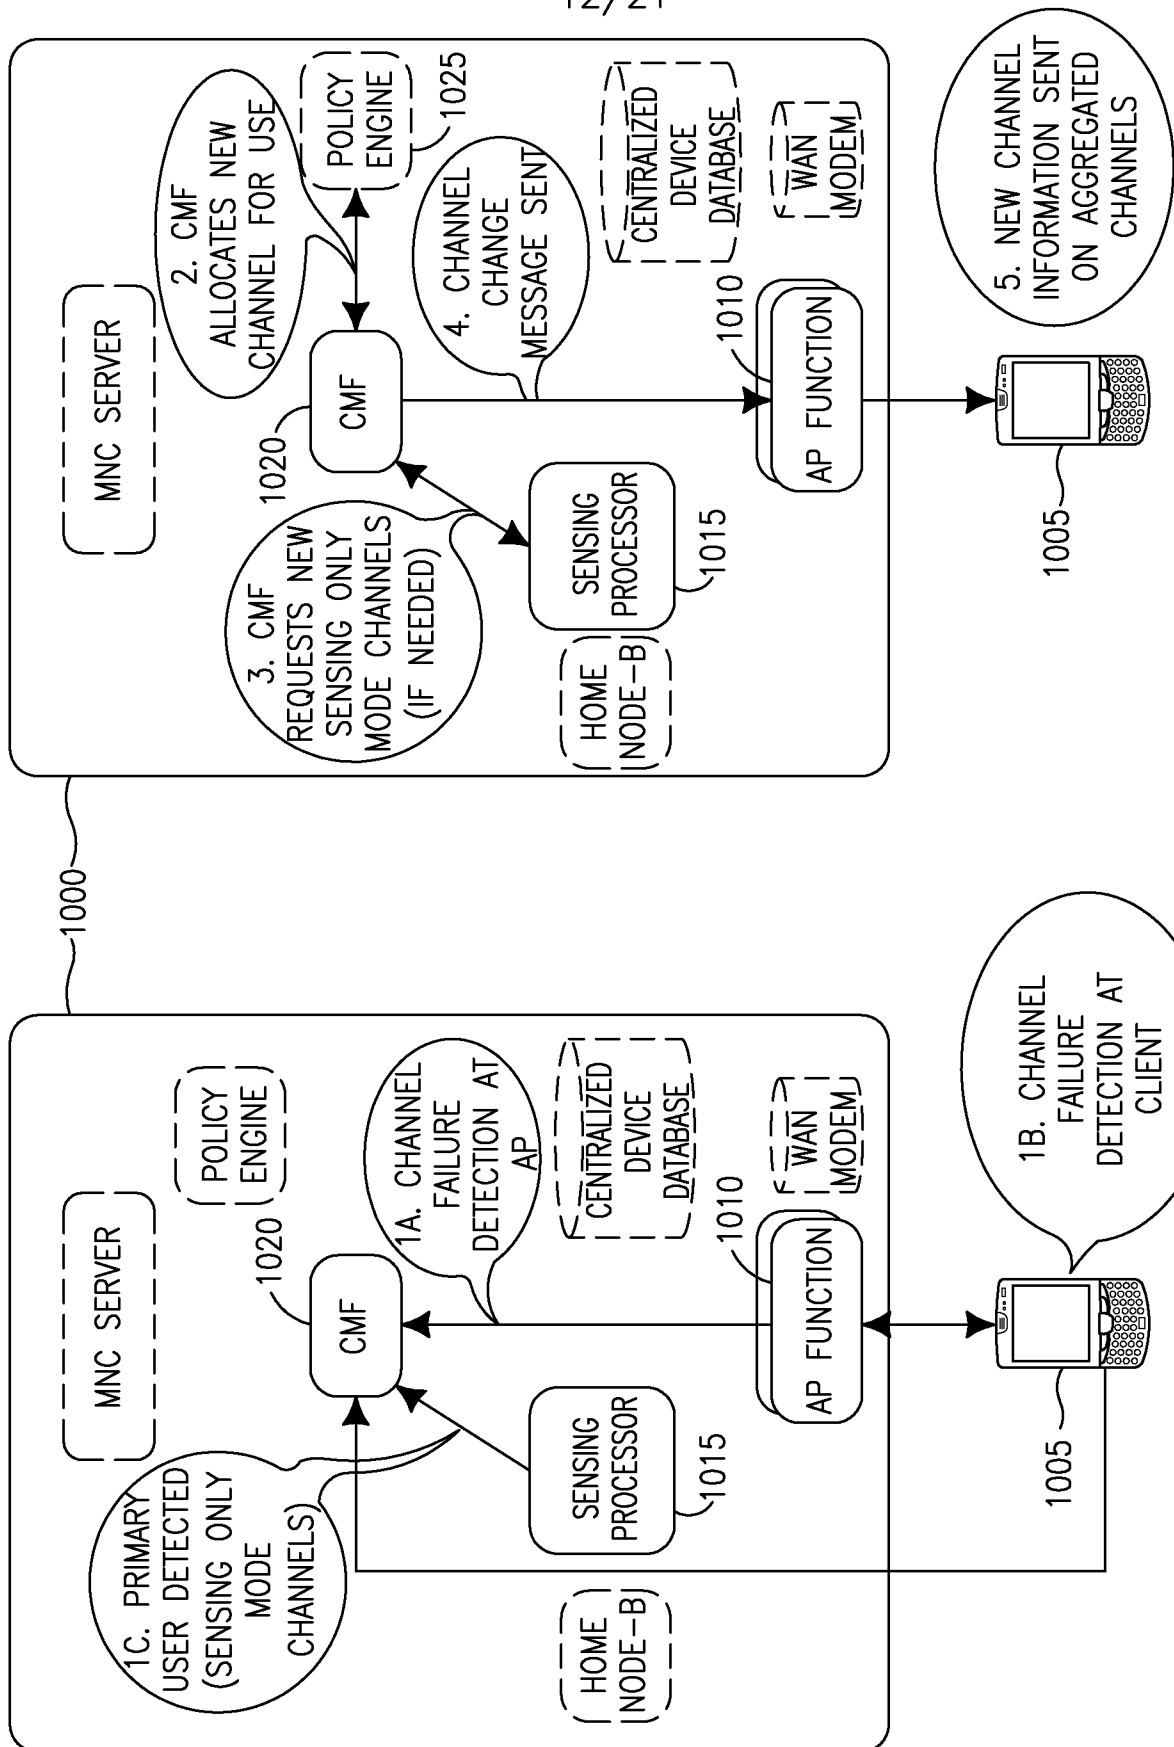 12/21
1000
MNC SERVER
1C. PRIMARY
USER DETECTED
(SENSING ONLY
MODE
CHANNELS)
POLICY
ENGINE
1020
CMF
1A. CHANNEL
FAILURE
DETECTION AT
AP
SENSING
PROCESSOR
1015
HOME
NODE-B
CENTRALIZED
DEVICE
DATABASE
1010
AP FUNCTION
WAN
MODEM
1005
1B. CHANNEL
FAILURE
DETECTION AT
CLIENT
MNC SERVER
2. CMF
ALLOCATES NEW
CHANNEL FOR USE
POLICY
ENGINE
1025
1020
CMF
3. CMF
REQUESTS NEW
SENSING ONLY
MODE CHANNELS
(IF NEEDED)
4. CHANNEL
CHANGE
MESSAGE SENT
SENSING
PROCESSOR
1015
HOME
NODE-B
CENTRALIZED
DEVICE
DATABASE
1010
AP FUNCTION
WAN
MODEM
1005
5. NEW CHANNEL
INFORMATION SENT
ON AGGREGATED
CHANNELS